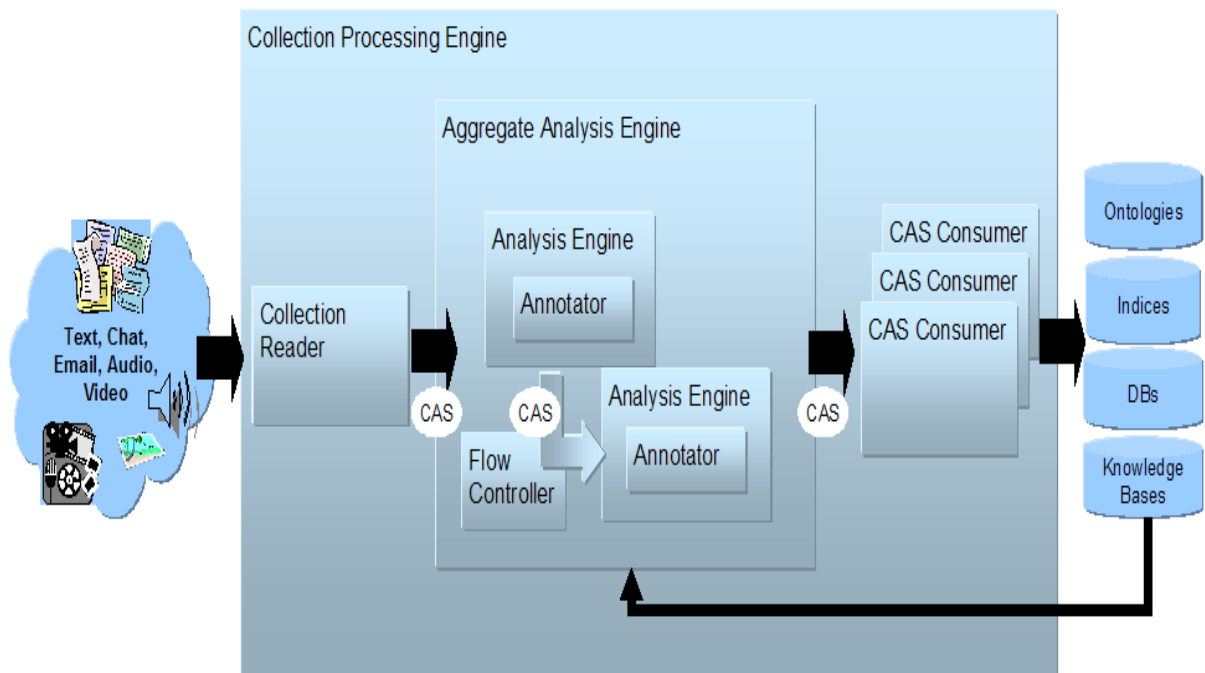 Collection Processing Engine
Aggregate Analysis Engine
Text, Chat,
Email, Audio,
Video
Collection
Reader
CAS
Analysis Engine
Annotator
CAS
Flow
Controller
Analysis Engine
Annotator
CAS
CAS Consumer
CAS Consumer
CAS Consumer
Ontologies
Indices
DBs
Knowledge
Bases